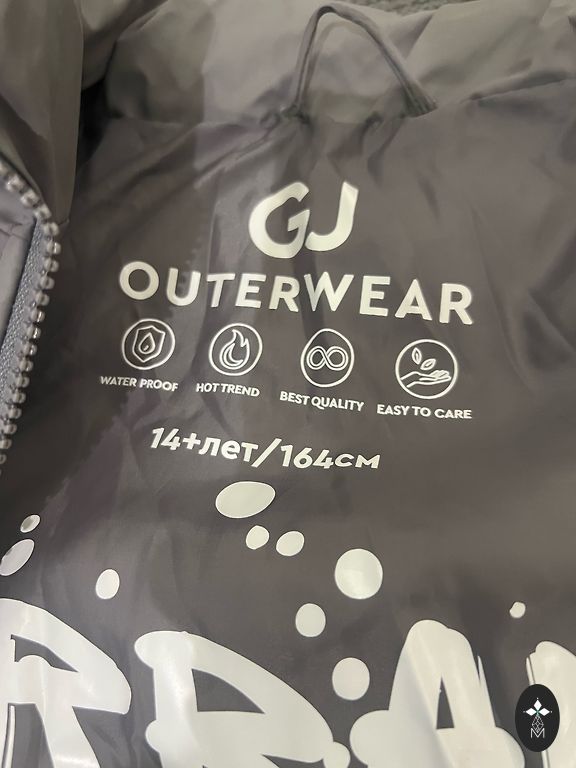 GJ
OUTERWEAR
WATER PROOF HOT TREND BEST QUALITY EASY TO CARE
14+лет/164см